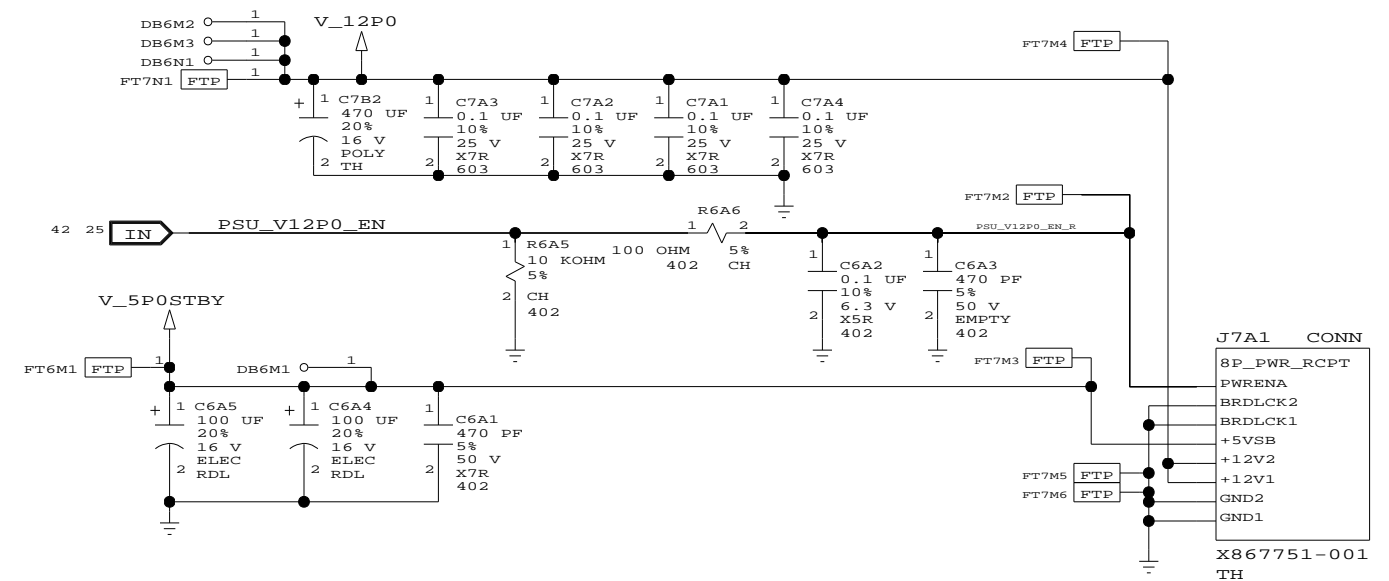 DB6M2 1
V_12P0
DB6M3 1
FT7M4 FTP
DB6N1 1
FT7N1 FTP 1
+ 1 C7B2
470 UF
20%
16 V
POLY
2 TH
1 C7A3
0.1 UF
10%
25 V
X7R
2 603
1 C7A2
0.1 UF
10%
25 V
X7R
2 603
1 C7A1
0.1 UF
10%
25 V
X7R
2 603
1 C7A4
0.1 UF
10%
25 V
X7R
2 603
FT7M2 FTP
42 25 IN PSU_V12P0_EN
R6A6
1 2
100 OHM 5%
402 CH
PSU_V12P0_EN_R
1 R6A5
10 KOHM
5%
2 CH
402
1 C6A2
0.1 UF
10%
6.3 V
2 X5R
402
1 C6A3
470 PF
5%
50 V
2 EMPTY
402
V_5P0STBY
FT6M1 FTP 1
DB6M1 1
FT7M3 FTP
+ 1 C6A5
100 UF
20%
16 V
ELEC
2 RDL
+ 1 C6A4
100 UF
20%
16 V
ELEC
2 RDL
1 C6A1
470 PF
5%
50 V
2 X7R
402
J7A1 CONN
8P_PWR_RCPT
PWRENA
BRDLCK2
BRDLCK1
+5VSB
+12V2
FT7M5 FTP
+12V1
FT7M6 FTP
GND2
GND1
X867751-001
TH